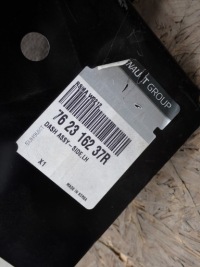 NAULT GROUP
76 23 162 37R
DASH ASSY-SIDE,LH
X1
MADE IN KOREA